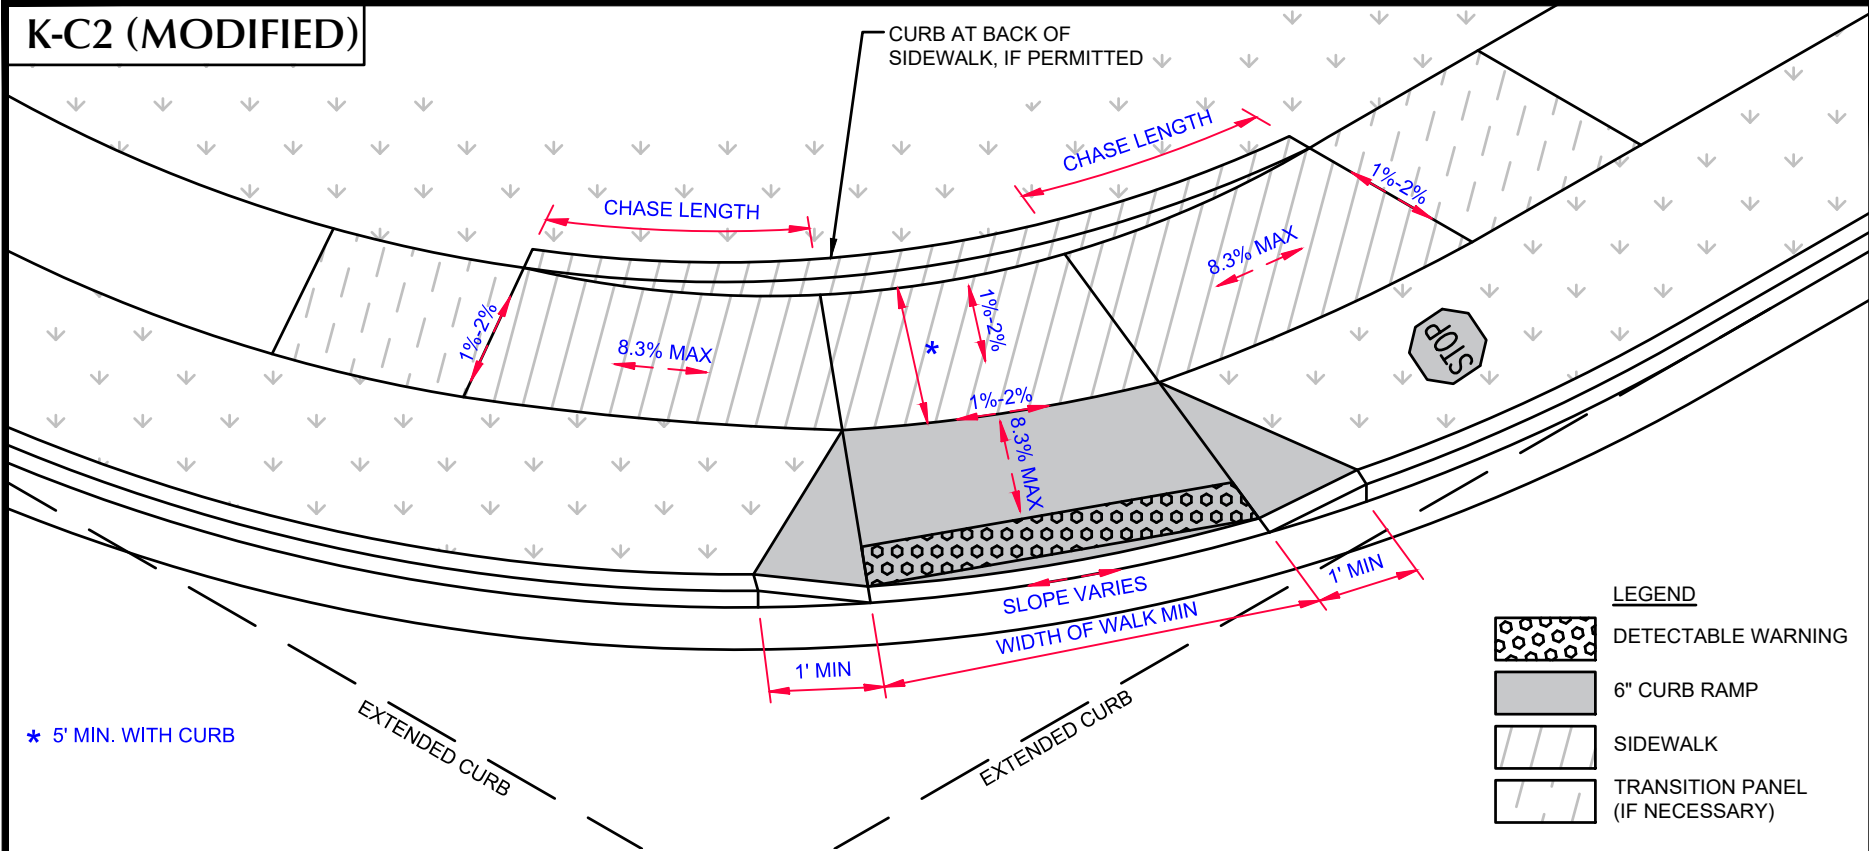 K-C2 (MODIFIED)
CURB AT BACK OF
SIDEWALK, IF PERMITTED
CHASE LENGTH
CHASE LENGTH
1%-2%
8.3% MAX
1%-2%
8.3% MAX
*
1%-2%
1%-2%
8.3% MAX
STOP
SLOPE VARIES
WIDTH OF WALK MIN
1' MIN
1' MIN
EXTENDED CURB
EXTENDED CURB
* 5' MIN. WITH CURB
LEGEND
DETECTABLE WARNING
6" CURB RAMP
SIDEWALK
TRANSITION PANEL
(IF NECESSARY)